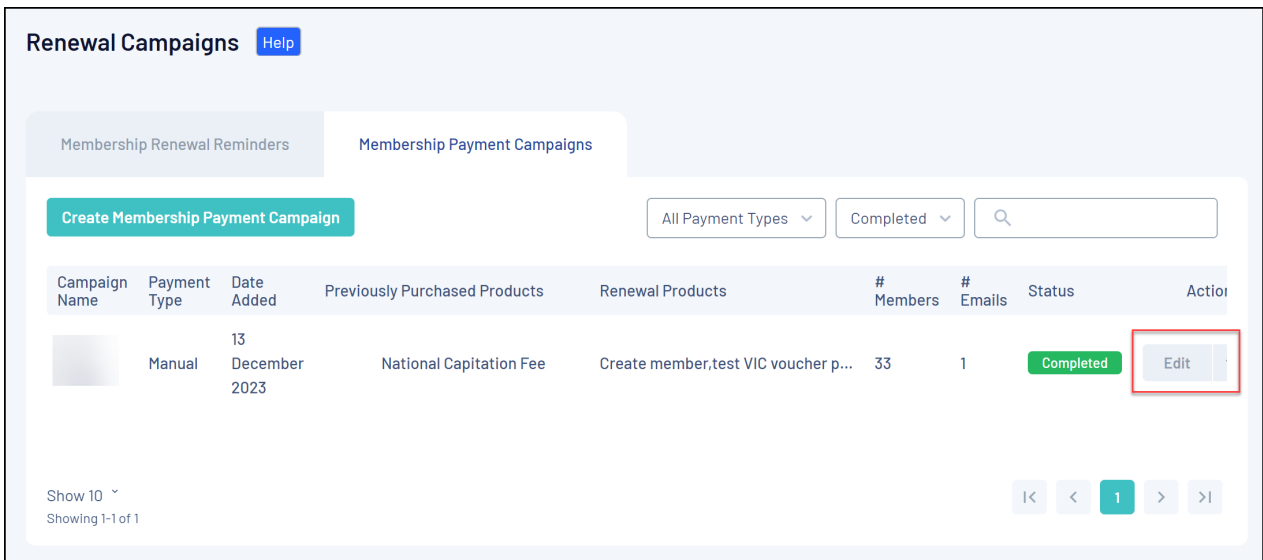 Renewal Campaigns Help
Membership Renewal Reminders Membership Payment Campaigns
Create Membership Payment Campaign All Payment Types Completed
Campaign Name Payment Type Date Added Previously Purchased Products Renewal Products # Members # Emails Status Action
Manual 13 December 2023 National Capitation Fee Create member,test VIC voucher p... 33 1 Completed Edit
Show 10
Showing 1-1 of 1
1